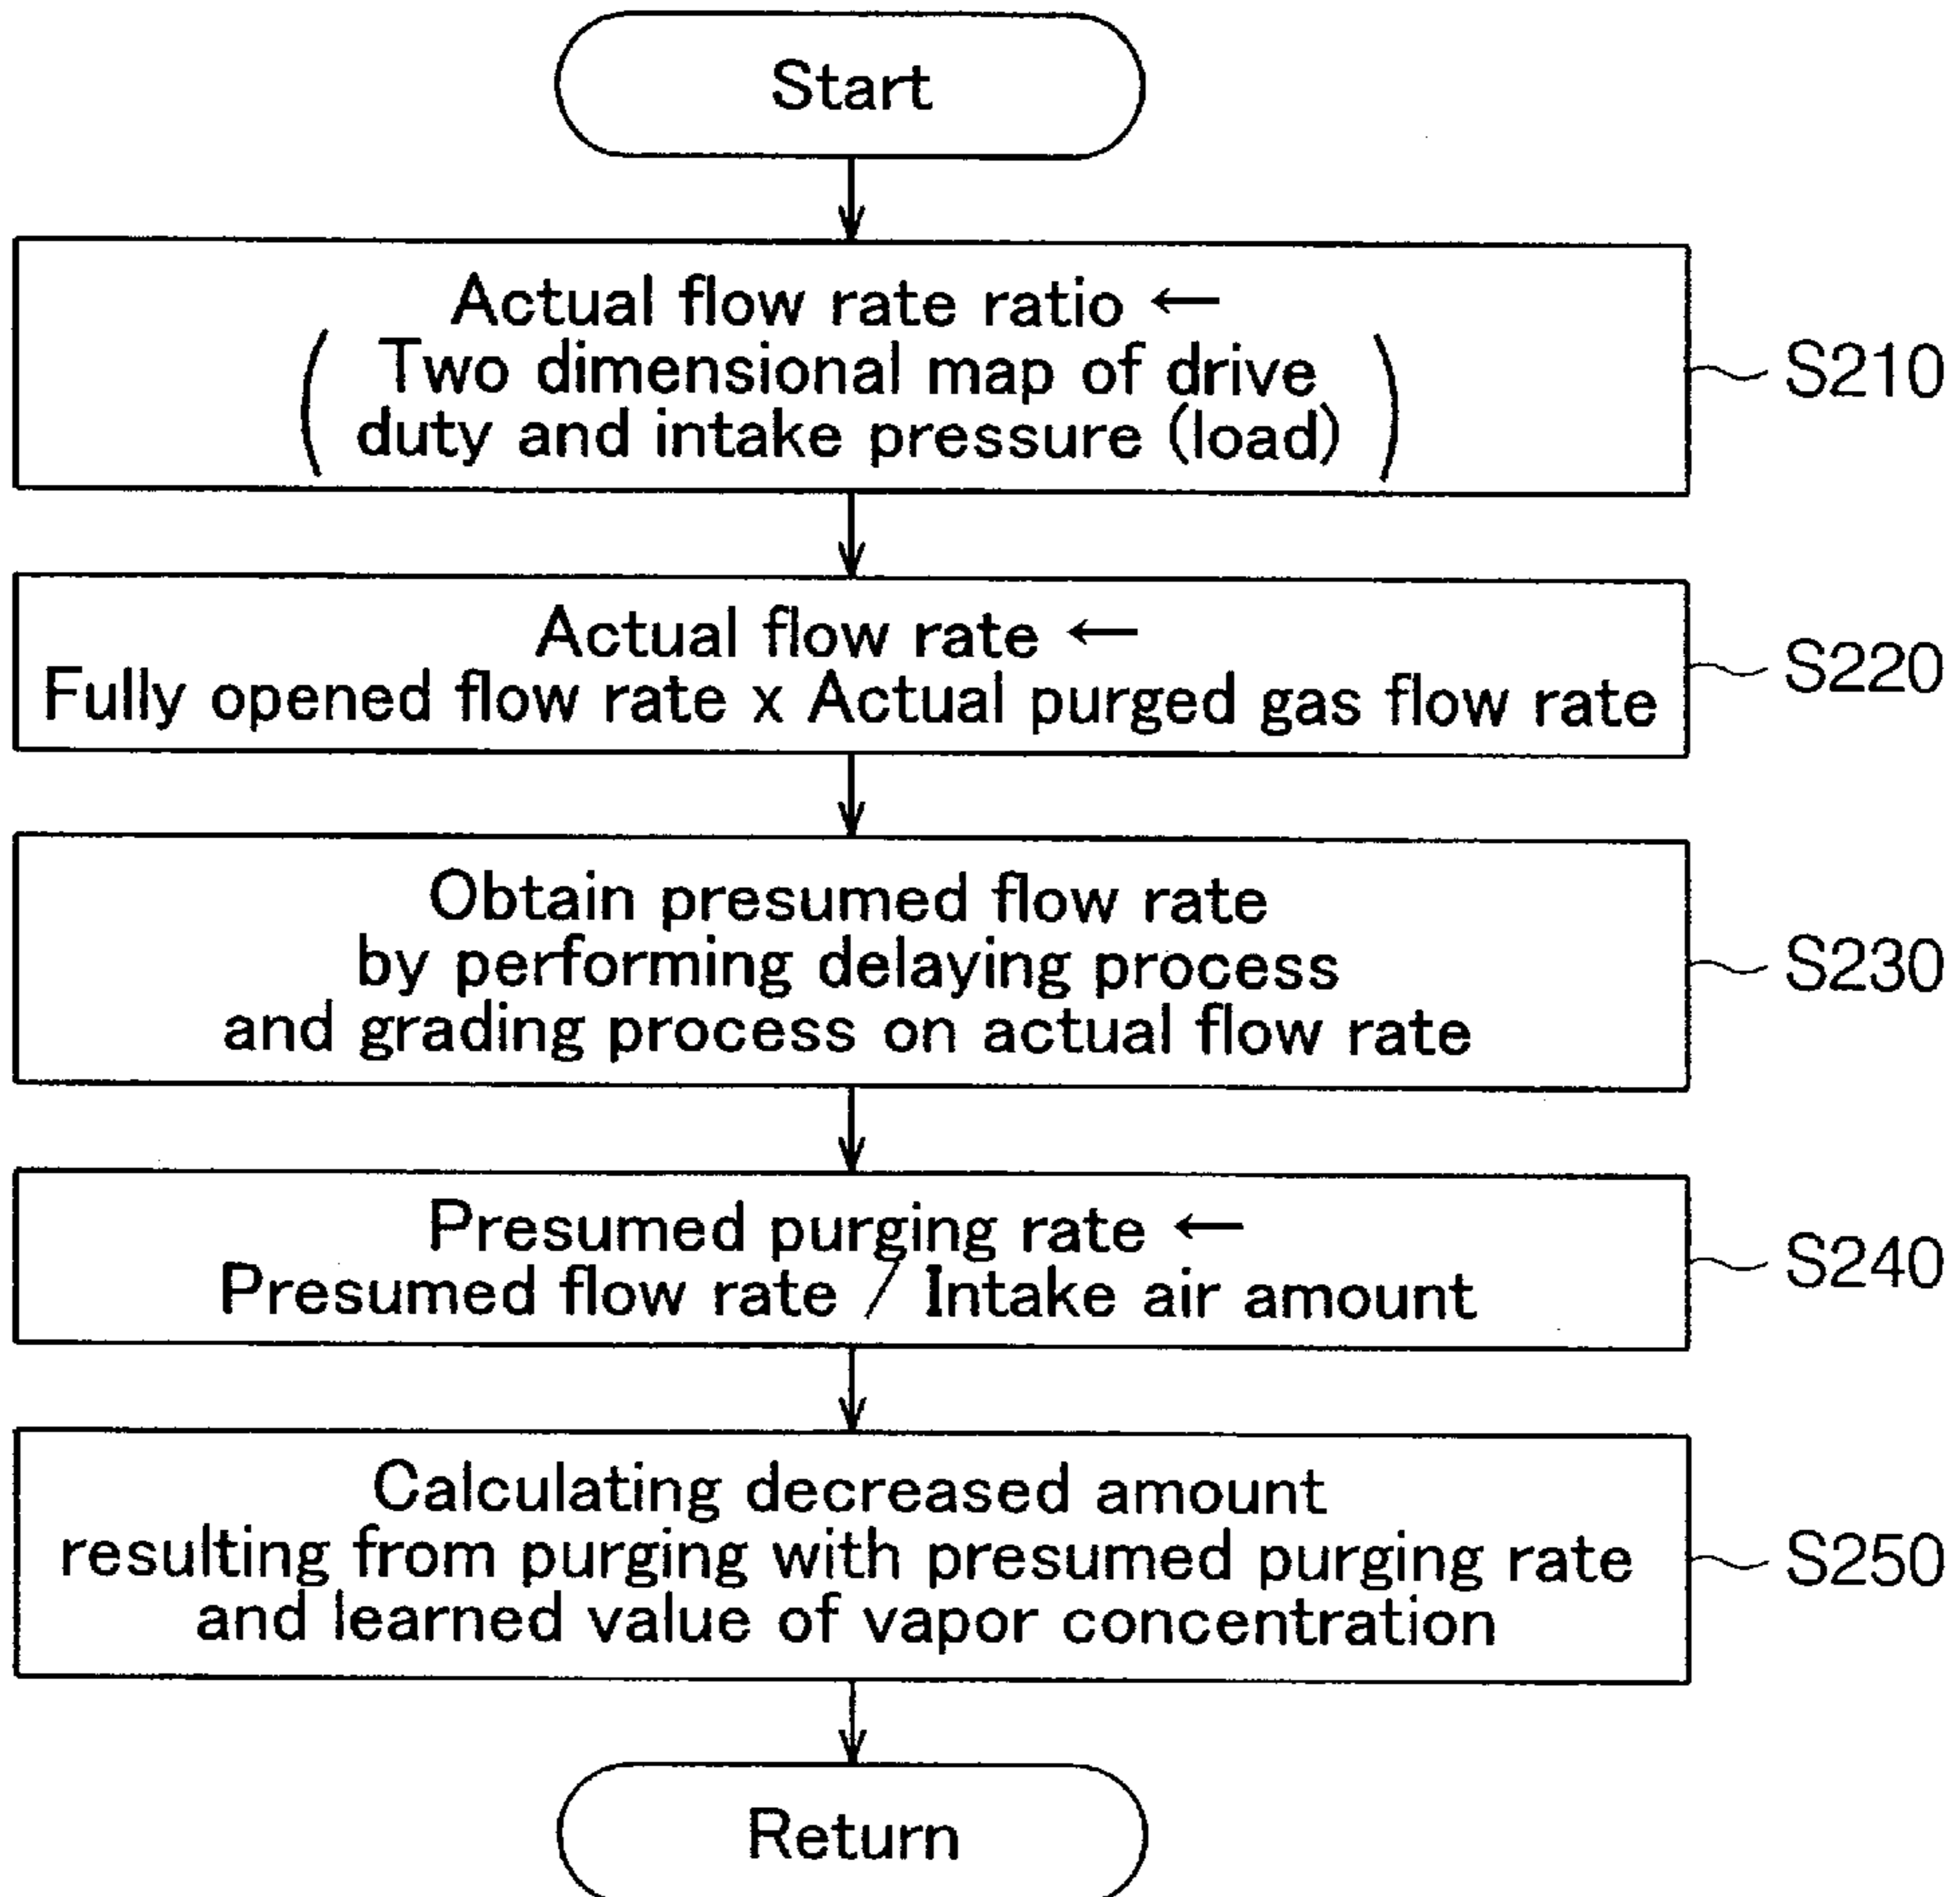 Start
Actual flow rate ratio ←
( Two dimensional map of drive
duty and intake pressure (load) )
S210
Actual flow rate ←
Fully opened flow rate x Actual purged gas flow rate
S220
Obtain presumed flow rate
by performing delaying process
and grading process on actual flow rate
S230
Presumed purging rate ←
Presumed flow rate / Intake air amount
S240
Calculating decreased amount
resulting from purging with presumed purging rate
and learned value of vapor concentration
S250
Return